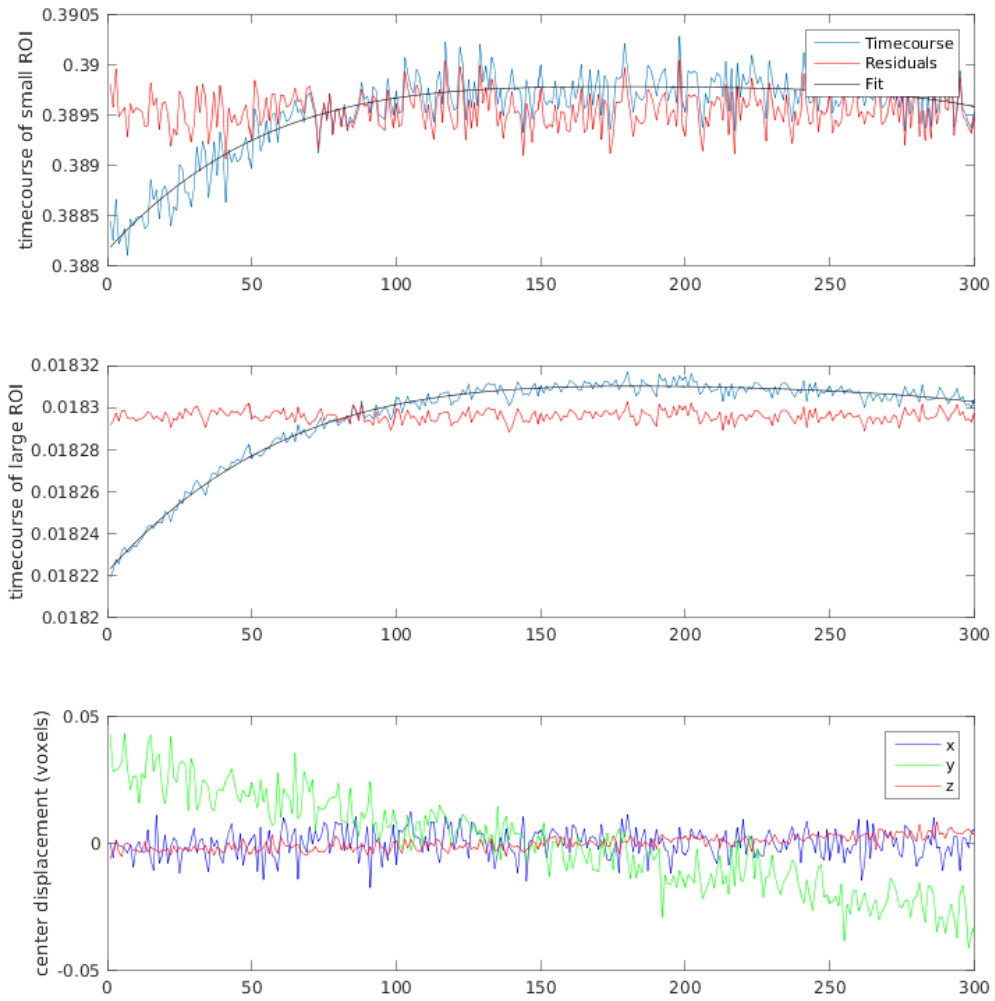 timecourse of small ROI
0.3905
0.39
0.3895
0.389
0.3885
0.388
0 50 100 150 200 250 300
Timecourse
Residuals
Fit
timecourse of large ROI
0.01832
0.0183
0.01828
0.01826
0.01824
0.01822
0.0182
0 50 100 150 200 250 300
center displacement (voxels)
0.05
0
-0.05
0 50 100 150 200 250 300
x
y
z